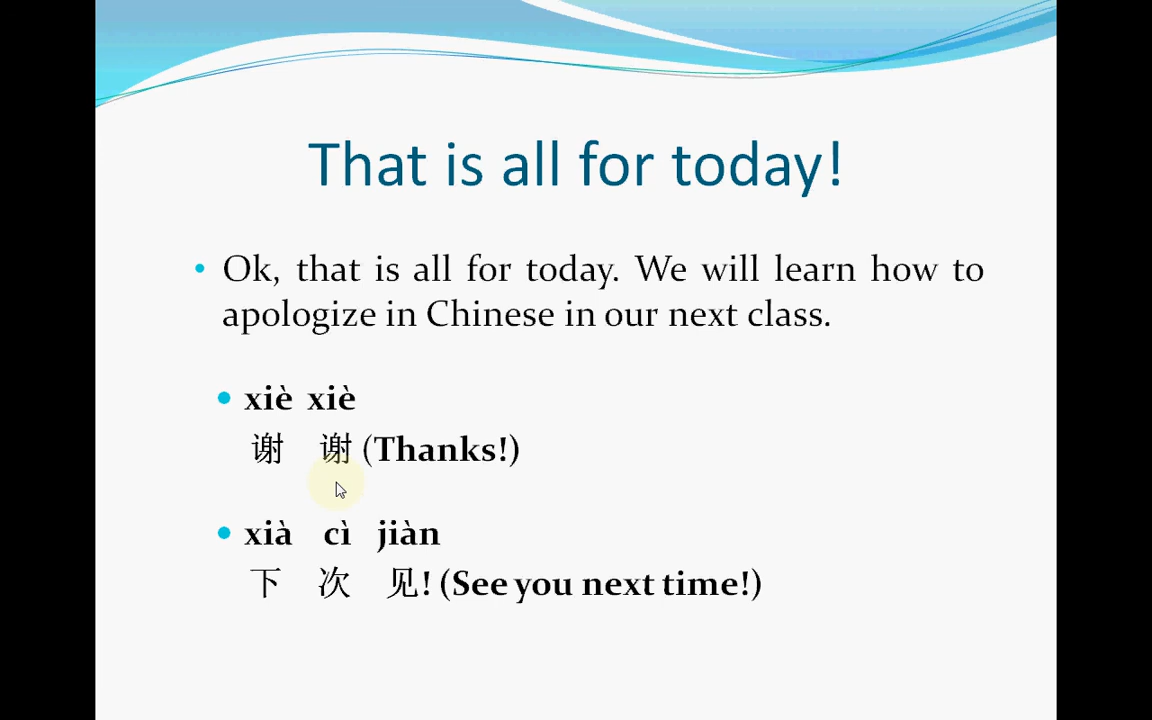 That is all for today!
Ok, that is all for today. We will learn how to
apologize in Chinese in our next class.
xiè xiè
谢 谢 (Thanks!)
xià cì jiàn
下 次 见! (See you next time!)